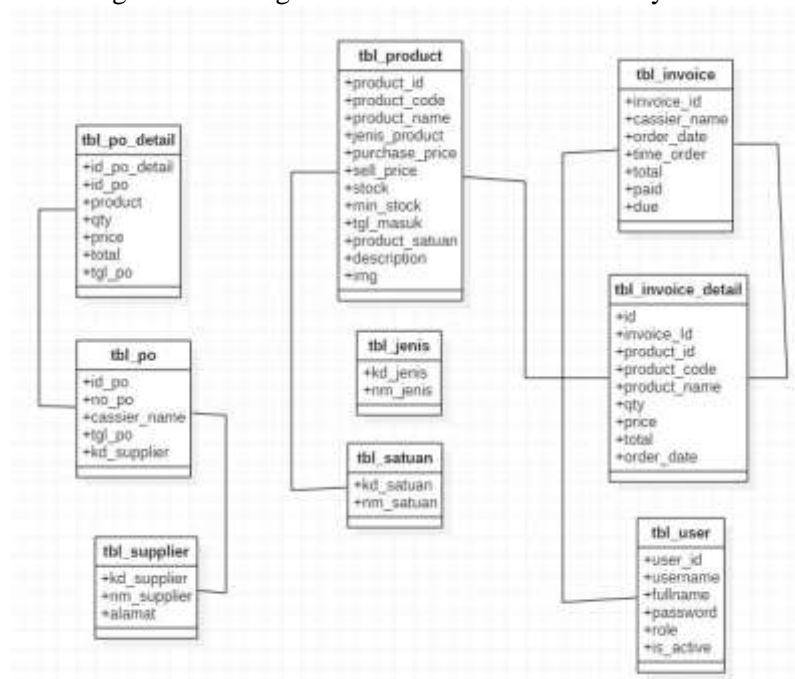 tbl_product
+product_id
+product_code
+product_name
+jenis_product
+purchase_price
+sell_price
+stock
+min_stock
+tgl_masuk
+product_satuan
+description
+img
tbl_invoice
+invoice_id
+cassier_name
+order_date
+time_order
+total
+paid
+due
tbl_po_detail
+id_po_detail
+id_po
+product
+qty
+price
+total
+tgl_po
tbl_invoice_detail
+id
+invoice_Id
+product_id
+product_code
+product_name
+qty
+price
+total
+order_date
tbl_jenis
+kd_jenis
+nm_jenis
tbl_po
+id_po
+no_po
+cassier_name
+tgl_po
+kd_supplier
tbl_satuan
+kd_satuan
+nm_satuan
tbl_supplier
+kd_supplier
+nm_supplier
+alamat
tbl_user
+user_id
+username
+fullname
+password
+role
+is_active